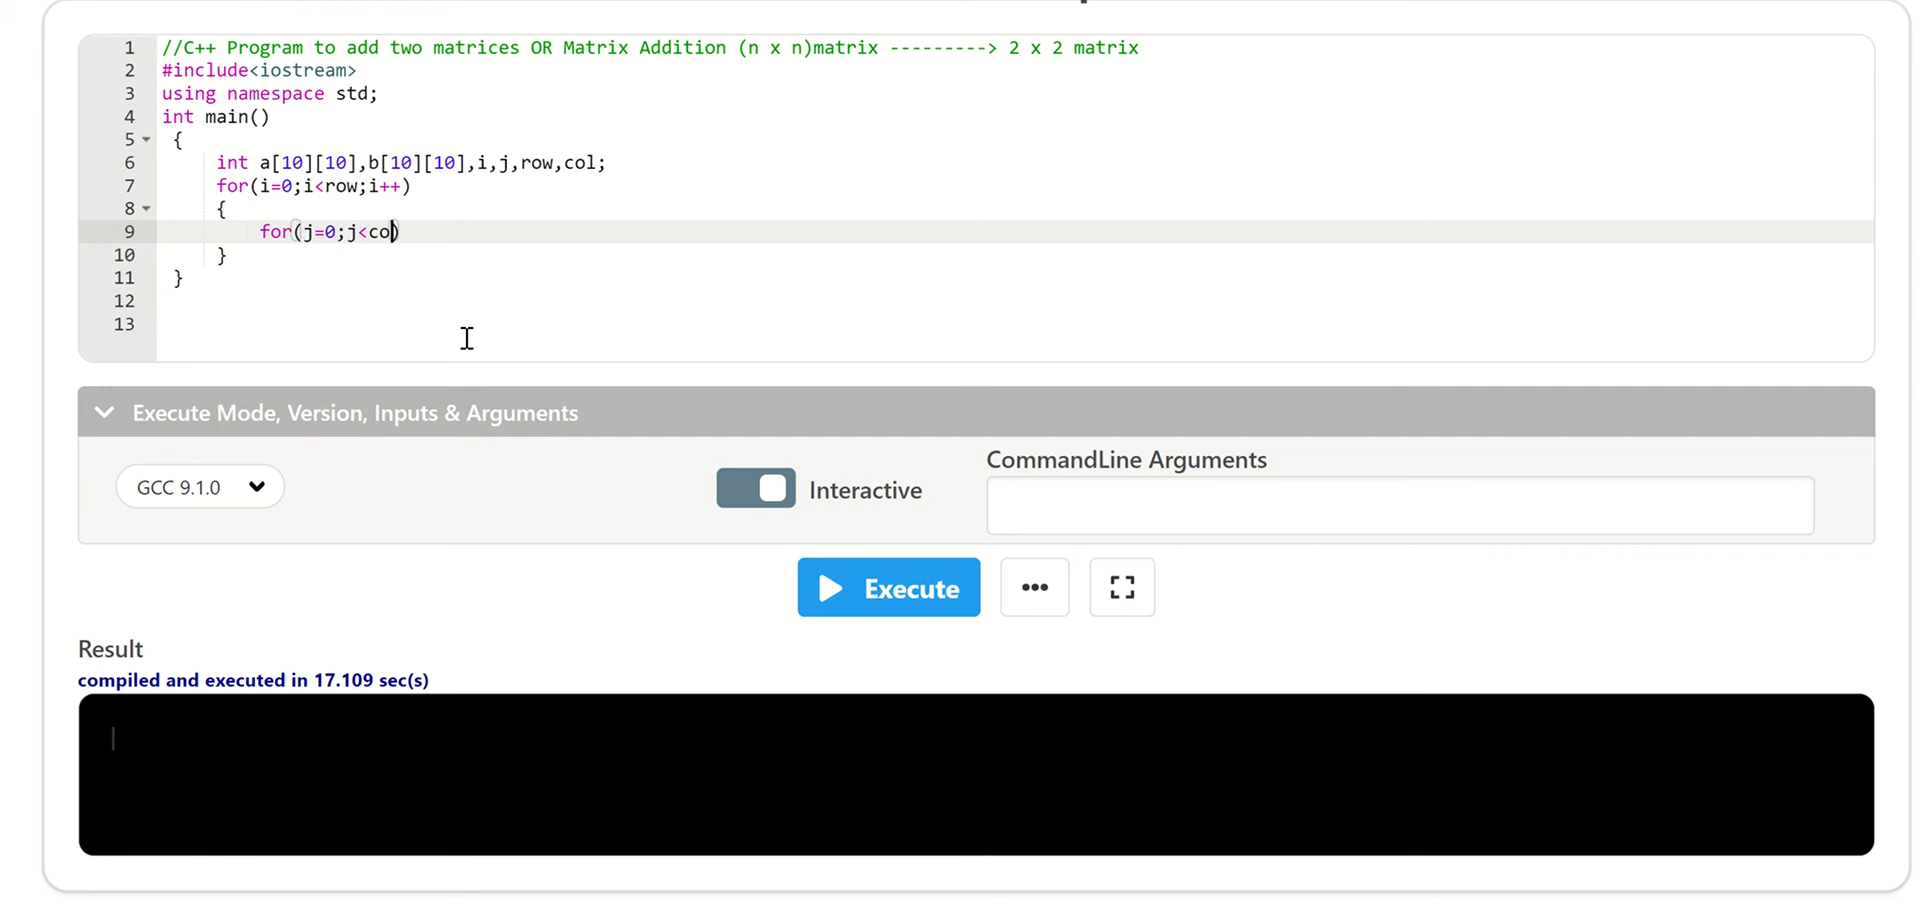 1 //C++ Program to add two matrices OR Matrix Addition (n x n)matrix ---------> 2 x 2 matrix
2 #include<iostream>
3 using namespace std;
4 int main()
5 {
6 int a[10][10],b[10][10],i,j,row,col;
7 for(i=0;i<row;i++)
8 {
9 for(j=0;j<co)
10 }
11 }
12
13
Execute Mode, Version, Inputs & Arguments
CommandLine Arguments
GCC 9.1.0
Interactive
Execute
Result
compiled and executed in 17.109 sec(s)